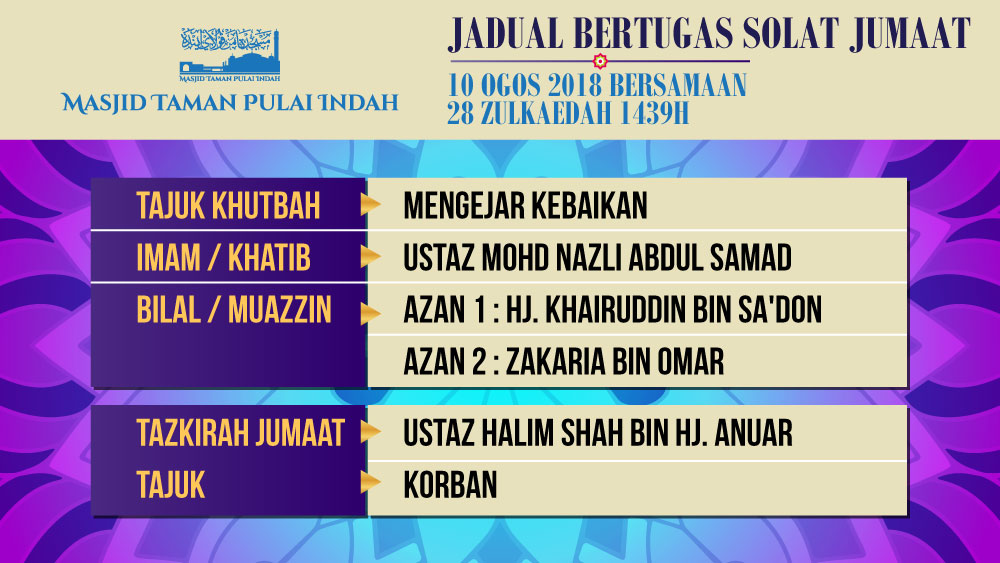 MASJID TAMAN PULAI INDAH
MASJID TAMAN PULAI INDAH
JADUAL BERTUGAS SOLAT JUMAAT
10 OGOS 2018 BERSAMAAN
28 ZULKAEDAH 1439H
TAJUK KHUTBAH MENGEJAR KEBAIKAN
IMAM / KHATIB USTAZ MOHD NAZLI ABDUL SAMAD
BILAL / MUAZZIN AZAN 1 : HJ. KHAIRUDDIN BIN SA'DON
AZAN 2 : ZAKARIA BIN OMAR
TAZKIRAH JUMAAT USTAZ HALIM SHAH BIN HJ. ANUAR
TAJUK KORBAN